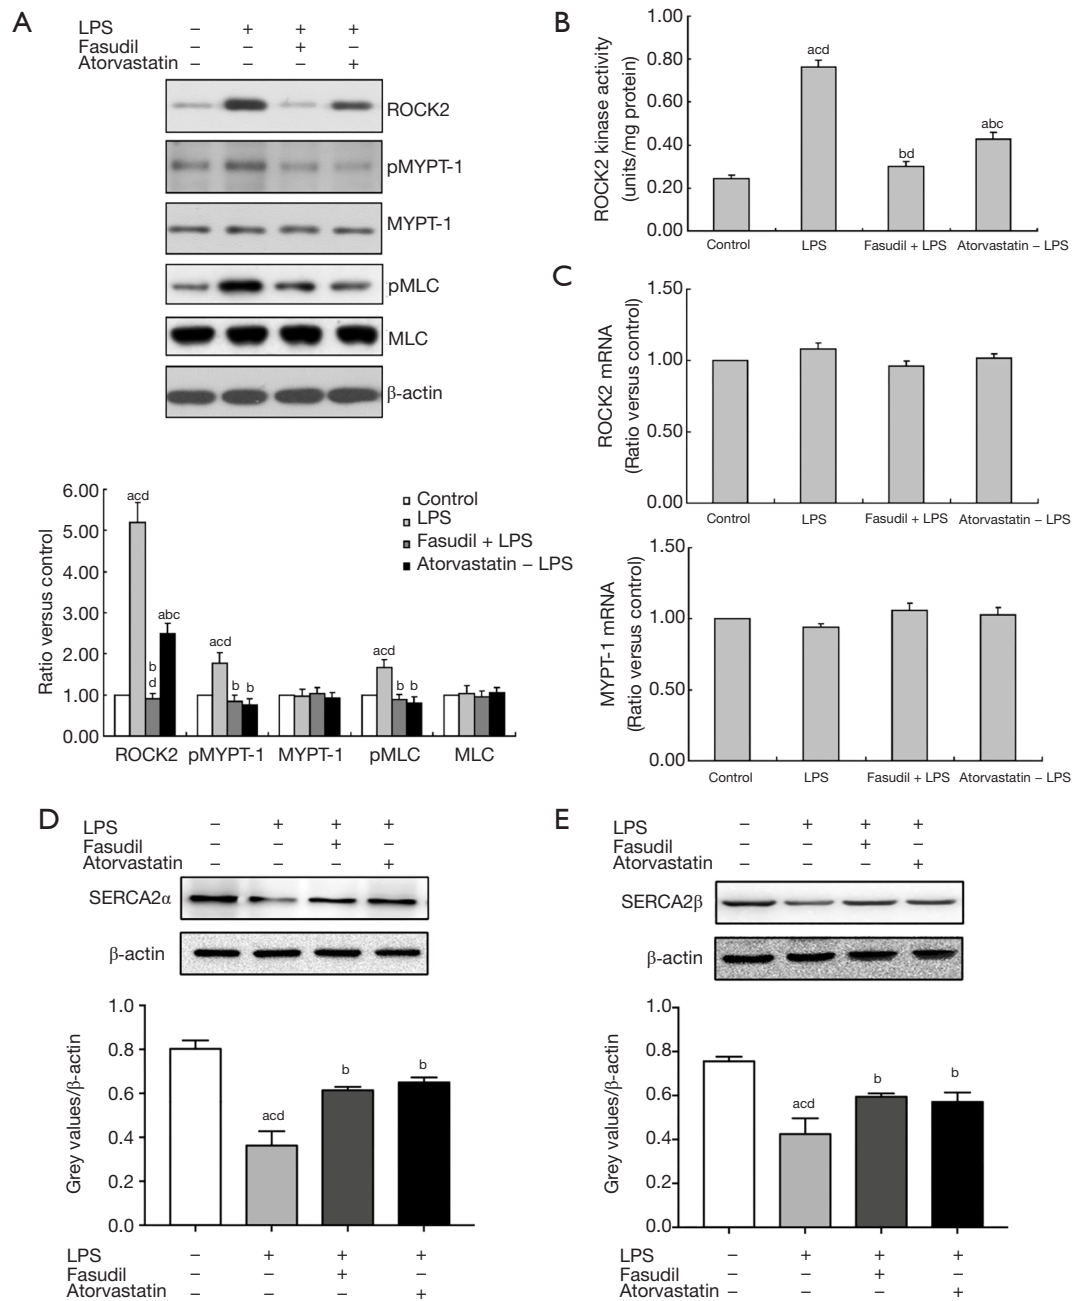 A
LPS – + + +
Fasudil – – + –
Atorvastatin – – – +
ROCK2
pMYPT-1
MYPT-1
pMLC
MLC
β-actin
Ratio versus control
6.00
5.00
4.00
3.00
2.00
1.00
0.00
acd
b
d
abc
acd
b b
acd
b b
Control
LPS
Fasudil + LPS
Atorvastatin – LPS
ROCK2 pMYPT-1 MYPT-1 pMLC MLC
B
ROCK2 kinase activity
(units/mg protein)
1.00
0.80
0.60
0.40
0.20
0.00
acd
bd
abc
Control LPS Fasudil + LPS Atorvastatin – LPS
C
ROCK2 mRNA
(Ratio versus control)
1.50
1.00
0.50
0.00
Control LPS Fasudil + LPS Atorvastatin – LPS
MYPT-1 mRNA
(Ratio versus control)
1.50
1.00
0.50
0.00
Control LPS Fasudil + LPS Atorvastatin – LPS
D
LPS – + + +
Fasudil – – + –
Atorvastatin – – – +
SERCA2α
β-actin
Grey values/β-actin
1.0
0.8
0.6
0.4
0.2
0.0
acd
b
b
LPS – + + +
Fasudil – – + –
Atorvastatin – – – +
E
LPS – + + +
Fasudil – – + –
Atorvastatin – – – +
SERCA2β
β-actin
Grey values/β-actin
1.0
0.8
0.6
0.4
0.2
0.0
acd
b
b
LPS – + + +
Fasudil – – + –
Atorvastatin – – – +